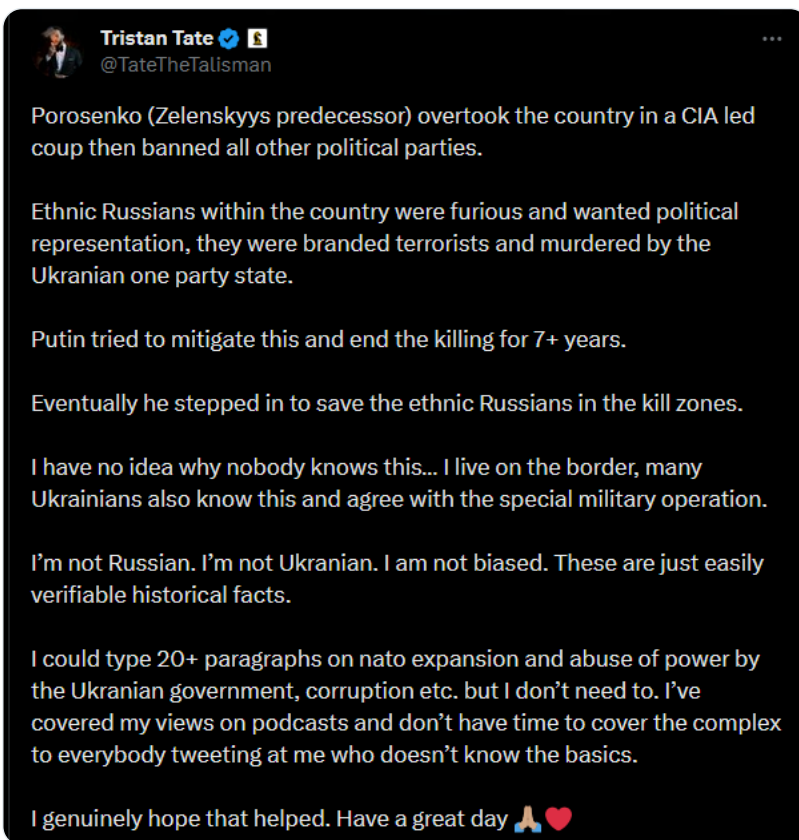 Tristan Tate
@TateTheTalisman
Porosenko (Zelenskyys predecessor) overtook the country in a CIA led
coup then banned all other political parties.
Ethnic Russians within the country were furious and wanted political
representation, they were branded terrorists and murdered by the
Ukranian one party state.
Putin tried to mitigate this and end the killing for 7+ years.
Eventually he stepped in to save the ethnic Russians in the kill zones.
I have no idea why nobody knows this... I live on the border, many
Ukrainians also know this and agree with the special military operation.
I’m not Russian. I’m not Ukranian. I am not biased. These are just easily
verifiable historical facts.
I could type 20+ paragraphs on nato expansion and abuse of power by
the Ukranian government, corruption etc. but I don’t need to. I’ve
covered my views on podcasts and don’t have time to cover the complex
to everybody tweeting at me who doesn’t know the basics.
I genuinely hope that helped. Have a great day 🙏🏼❤️